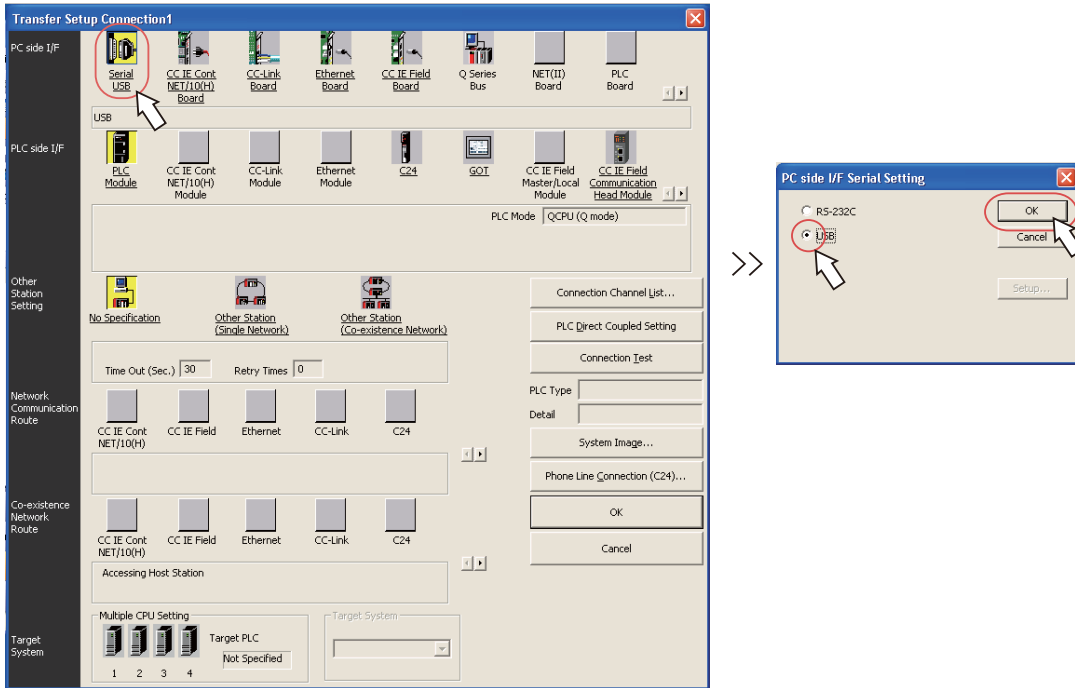 Transfer Setup Connection1
PC side I/F
Serial
USB
CC IE Cont
NET/10(H)
Board
CC-Link
Board
Ethernet
Board
CC IE Field
Board
Q Series
Bus
NET(II)
Board
PLC
Board
USB
PLC side I/F
PLC
Module
CC IE Cont
NET/10(H)
Module
CC-Link
Module
Ethernet
Module
C24
GOT
CC IE Field
Master/Local
Module
CC IE Field
Communication
Head Module
PLC Mode QCPU (Q mode)
Other
Station
Setting
No Specification
Other Station
(Single Network)
Other Station
(Co-existence Network)
Time Out (Sec.) 30 Retry Times 0
Connection Channel List...
PLC Direct Coupled Setting
Connection Test
PLC Type
Detail
System Image...
Phone Line Connection (C24)...
OK
Cancel
Network
Communication
Route
CC IE Cont
NET/10(H)
CC IE Field
Ethernet
CC-Link
C24
Co-existence
Network
Route
CC IE Cont
NET/10(H)
CC IE Field
Ethernet
CC-Link
C24
Accessing Host Station
Target
System
Multiple CPU Setting
1 2 3 4
Target PLC
Not Specified
Target System
PC side I/F Serial Setting
RS-232C
USB
OK
Cancel
Setup...